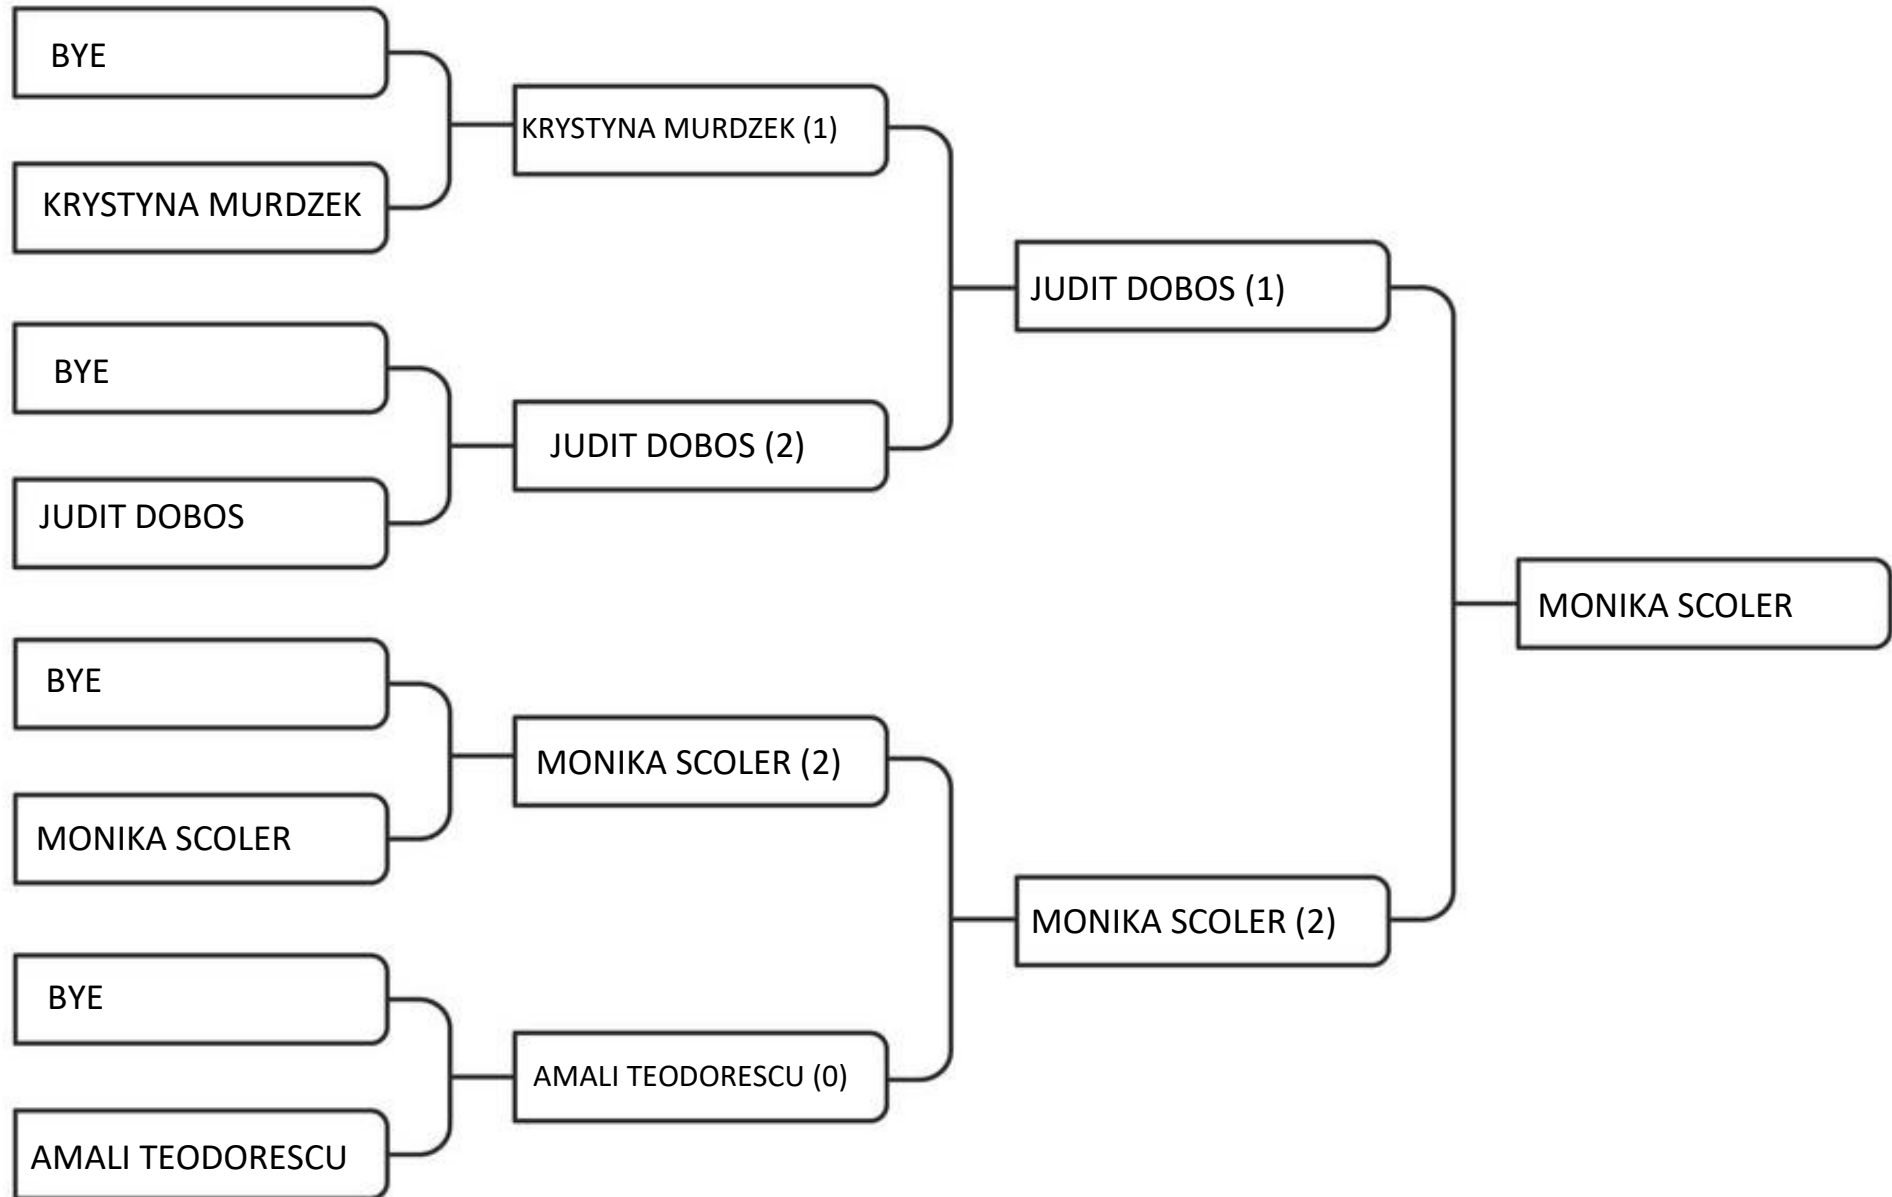 BYE
KRYSTYNA MURDZEK
BYE
JUDIT DOBOS
BYE
MONIKA SCOLER
BYE
AMALI TEODORESCU
KRYSTYNA MURDZEK (1)
JUDIT DOBOS (2)
MONIKA SCOLER (2)
AMALI TEODORESCU (0)
JUDIT DOBOS (1)
MONIKA SCOLER (2)
MONIKA SCOLER